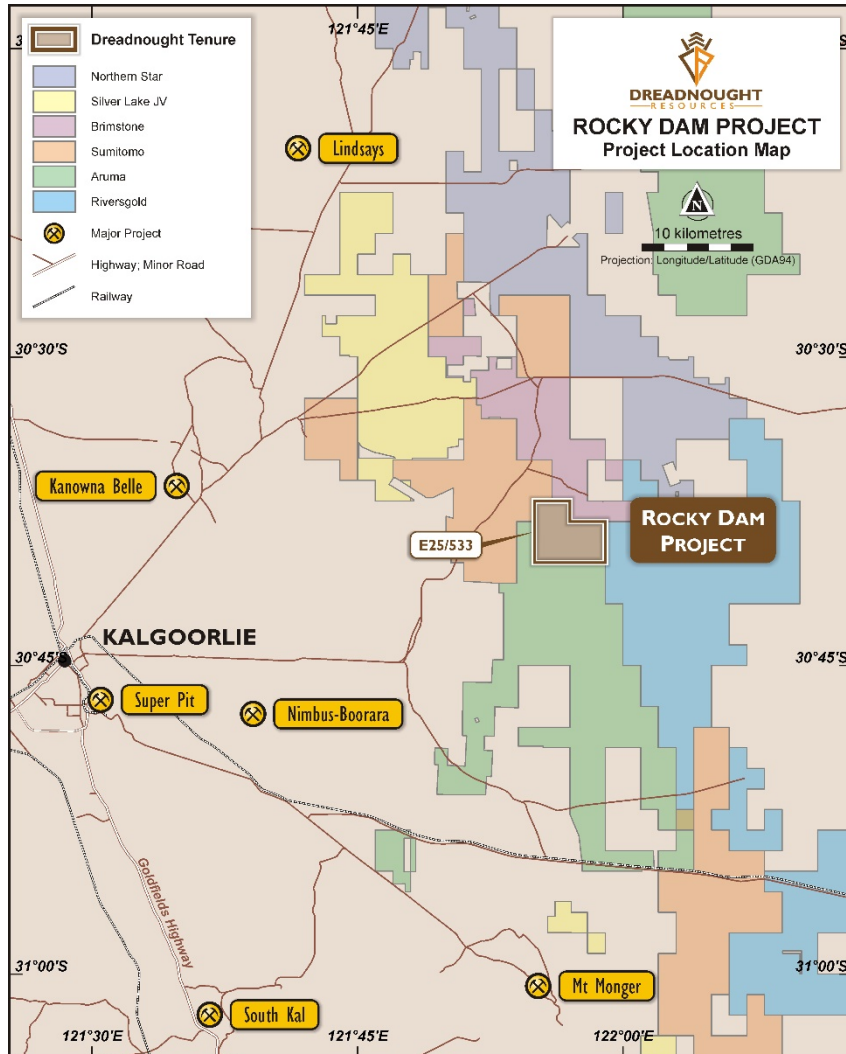 121°45'E
Dreadnought Tenure
Northern Star
Silver Lake JV
Brimstone
Sumitomo
Aruma
Riversgold
Major Project
Highway; Minor Road
Railway
DREADNOUGHT
RESOURCES
ROCKY DAM PROJECT
Project Location Map
N
10 kilometres
Projection: Longitude/Latitude (GDA94)
Lindsays
30°30'S
30°30'S
Kanowna Belle
E25/533
ROCKY DAM
PROJECT
KALGOORLIE
30°45'S
30°45'S
Super Pit
Nimbus-Boorara
Goldfields Highway
31°00'S
31°00'S
Mt Monger
South Kal
121°30'E
121°45'E
122°00'E